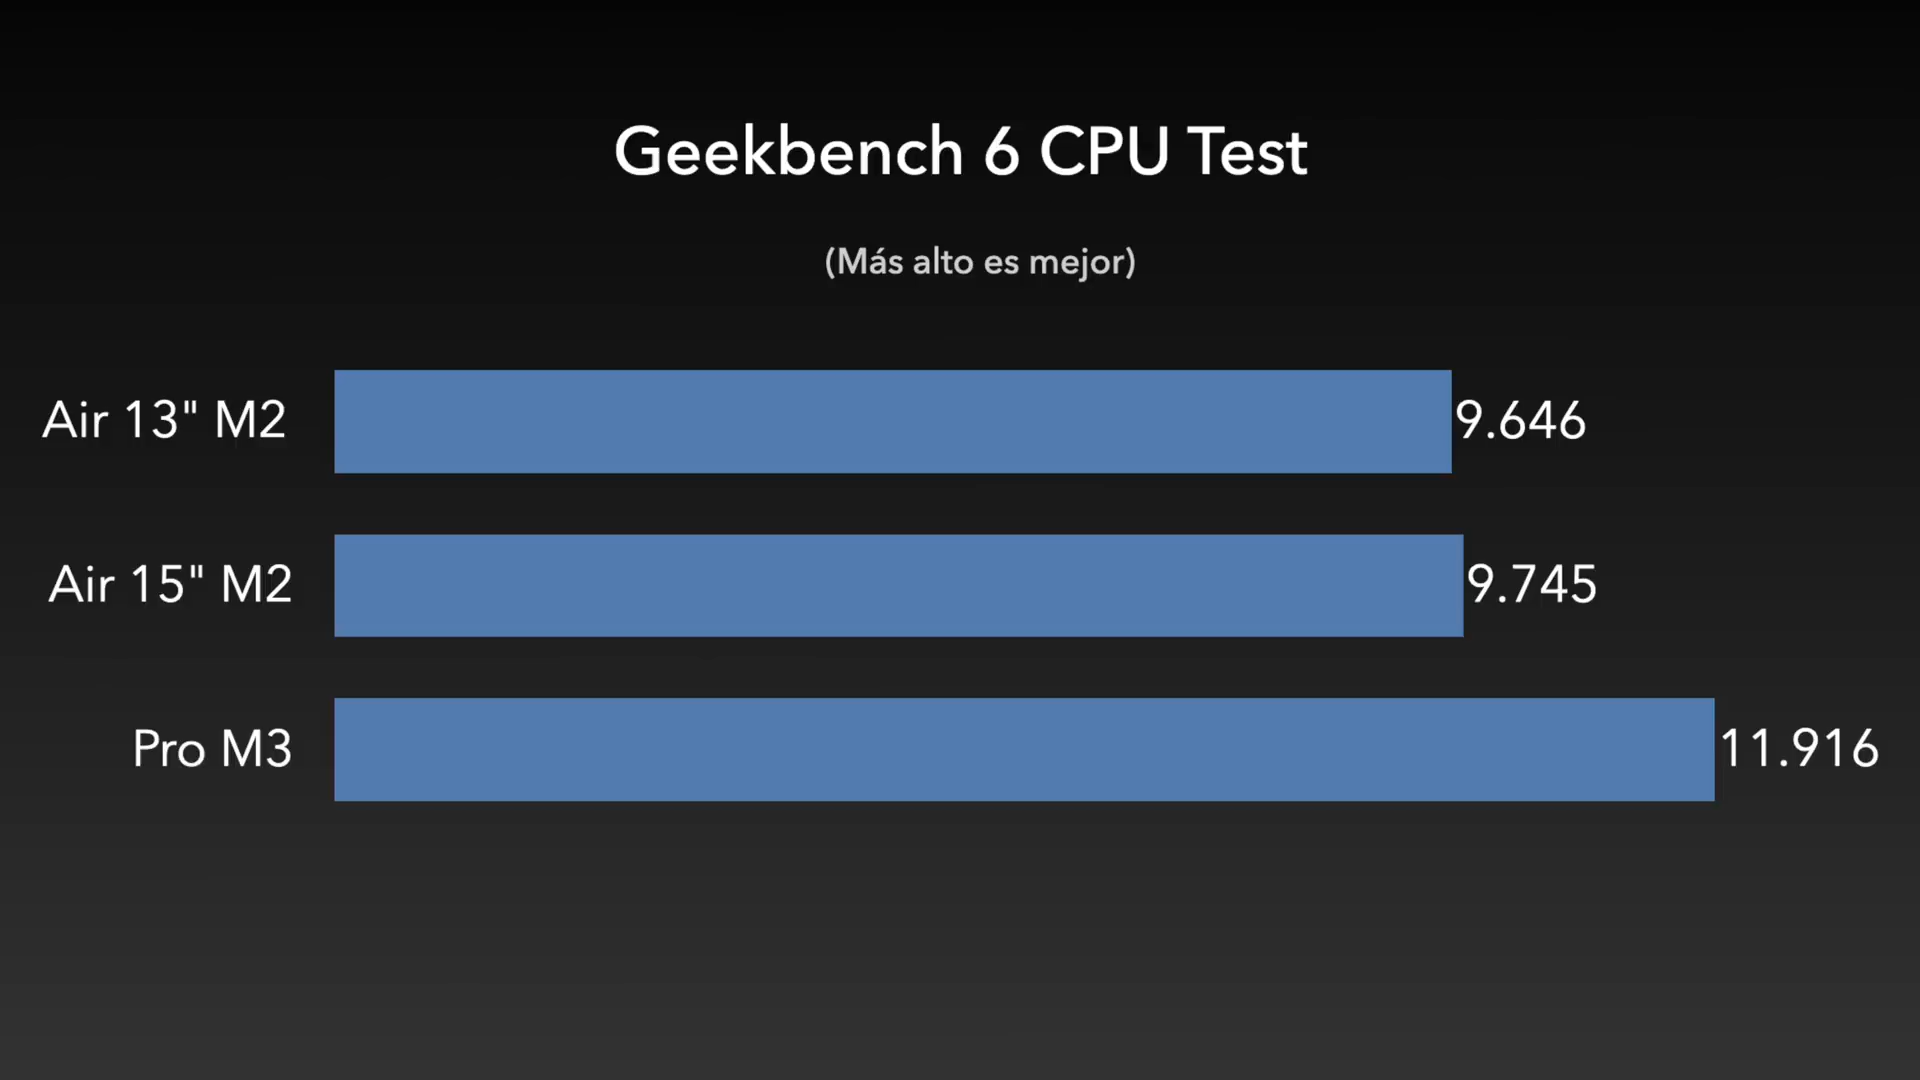 Geekbench 6 CPU Test
(Más alto es mejor)
Air 13" M2 9.646
Air 15" M2 9.745
Pro M3 11.916